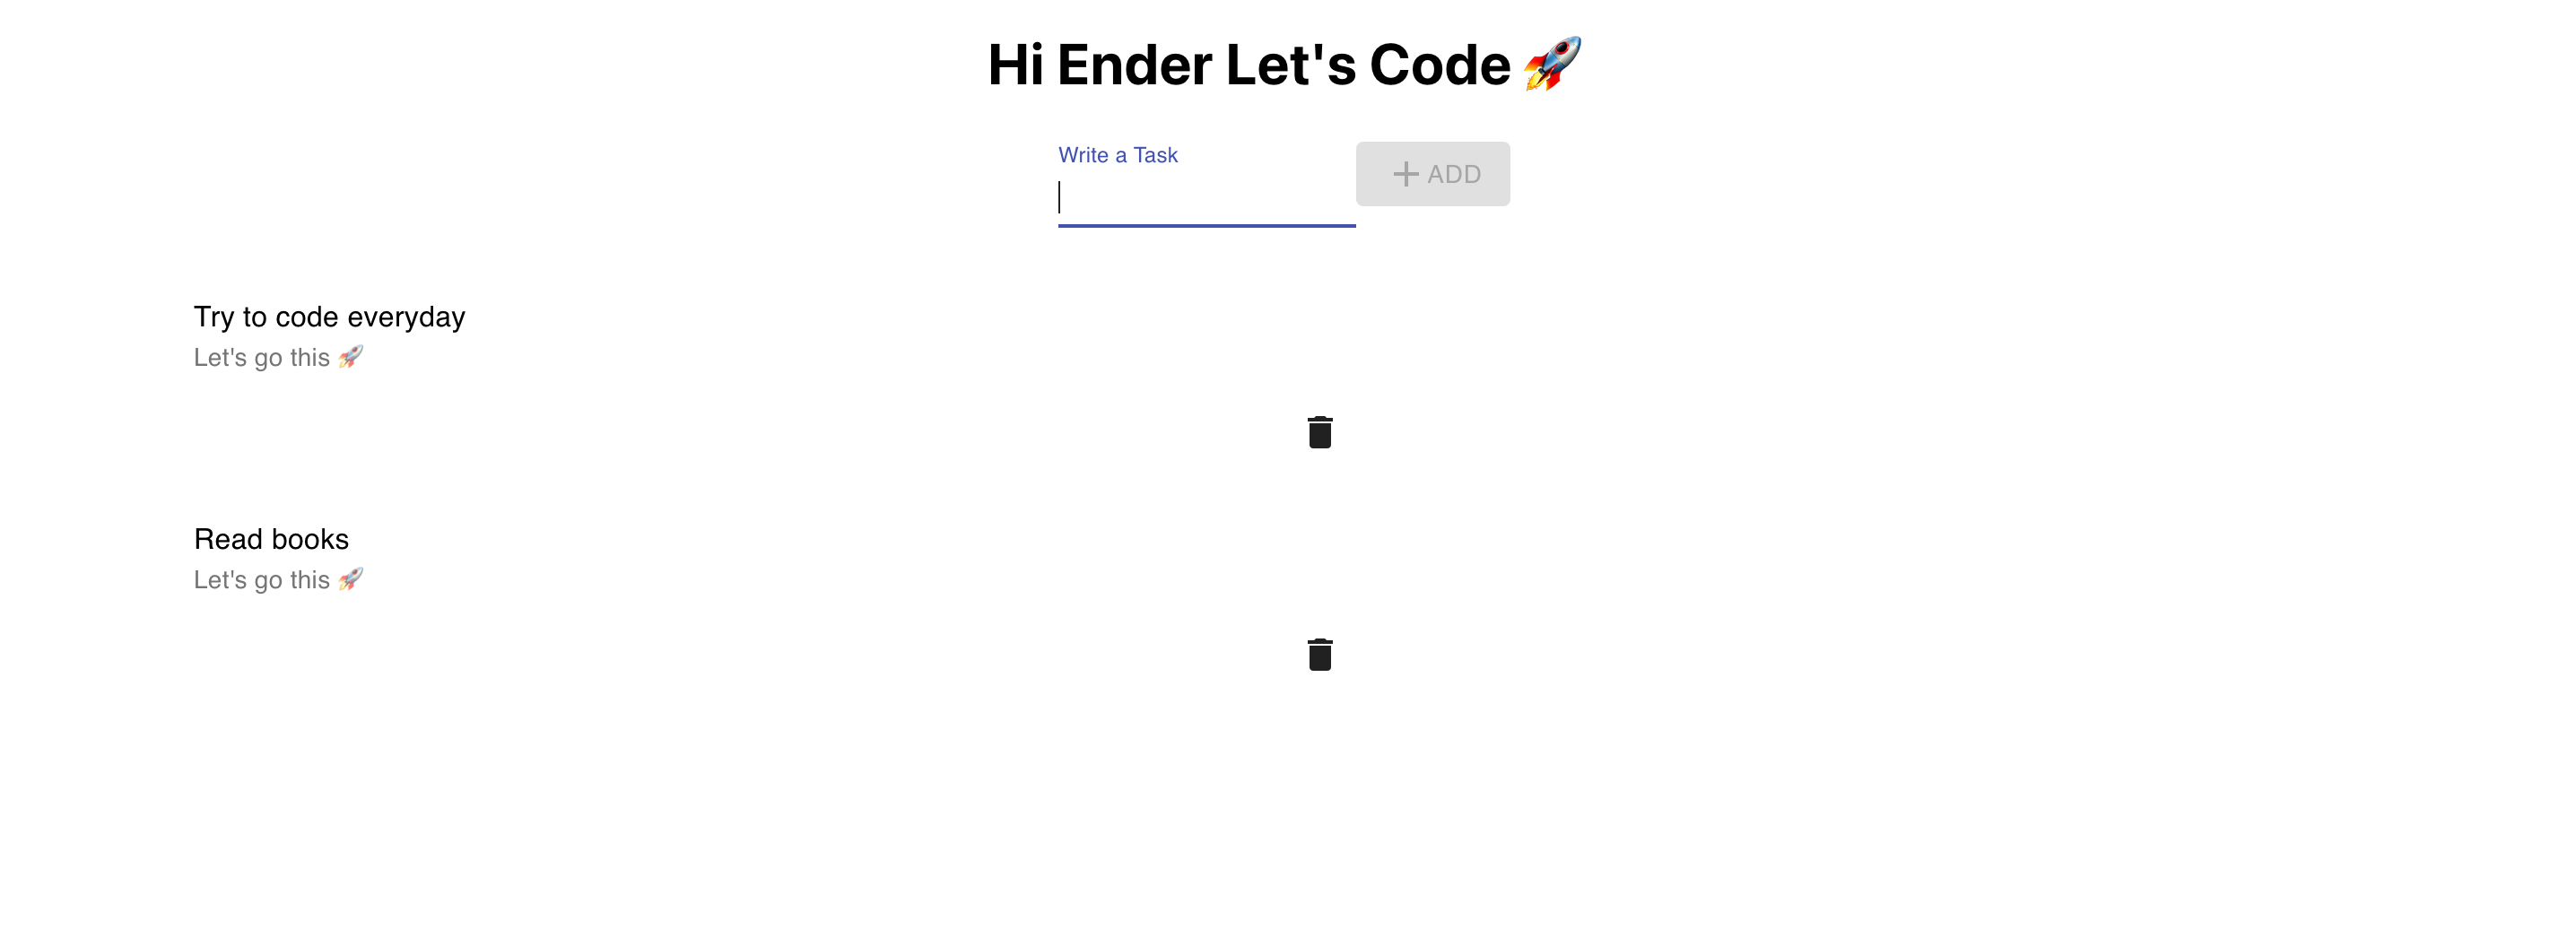 Hi Ender Let's Code 🚀
Write a Task
ADD
Try to code everyday
Let's go this 🚀
Read books
Let's go this 🚀